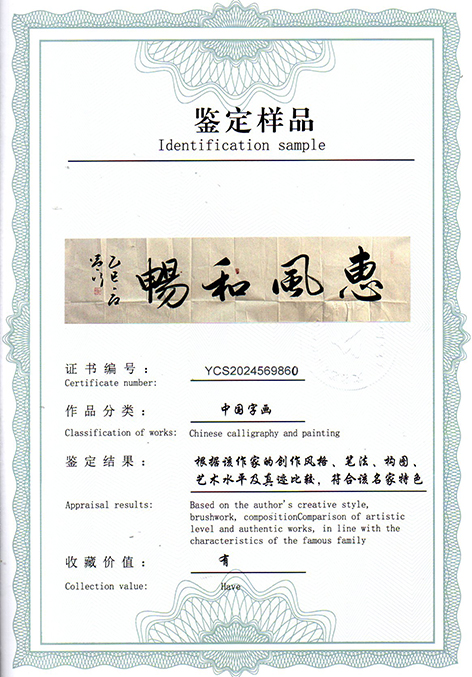 鉴定样品
Identification sample
惠風和暢
乙巳
证书编号：
YCS2024569860
Certificate number:
作品分类：
中国字画
Classification of works:
Chinese calligraphy and painting
鉴定结果：
根据该作家的创作风格、笔法、构图、
艺术水平及真迹比较，符合该名家特色
Appraisal results:
Based on the author's creative style,
brushwork, compositionComparison of artistic
level and authentic works, in line with the
characteristics of the famous family
收藏价值：
有
Collection value:
Have